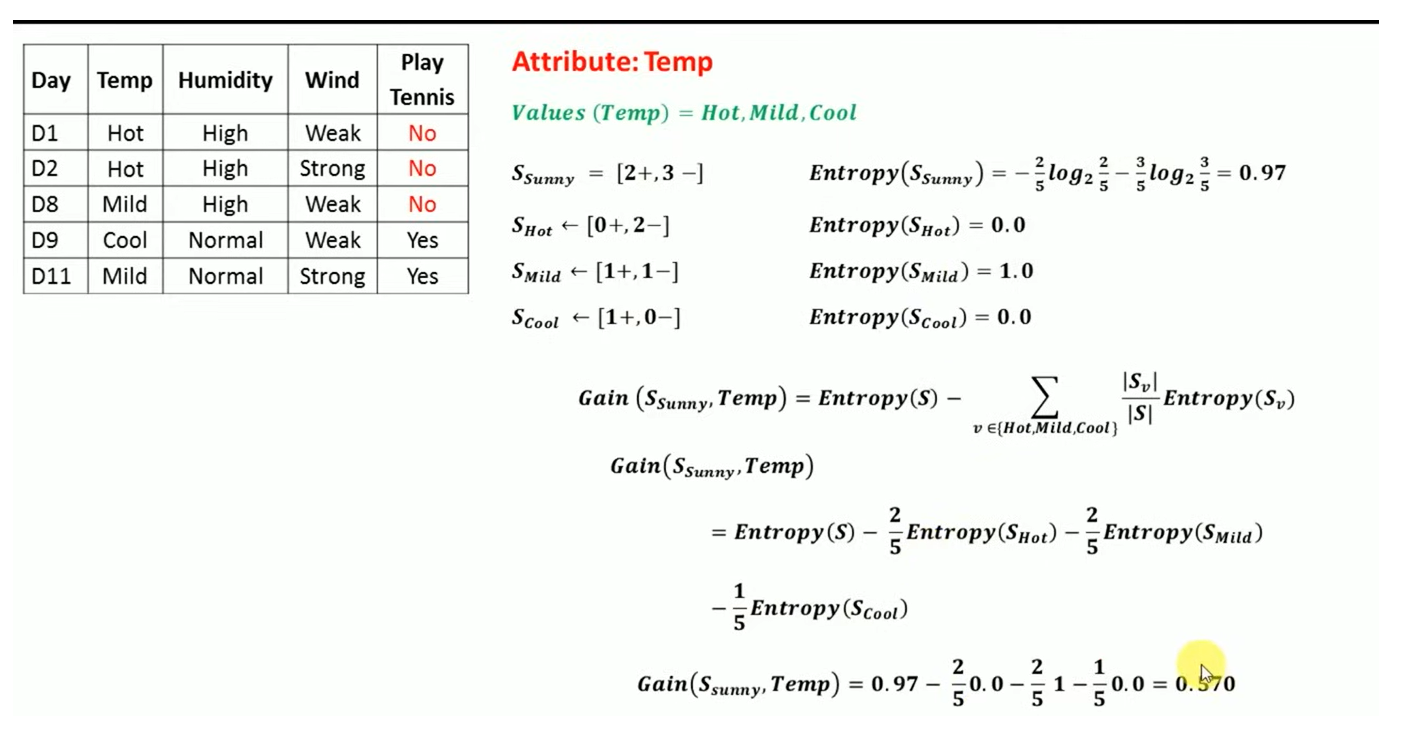 Day Temp Humidity Wind Play Tennis
D1 Hot High Weak No
D2 Hot High Strong No
D8 Mild High Weak No
D9 Cool Normal Weak Yes
D11 Mild Normal Strong Yes
Attribute: Temp
Values (Temp) = Hot, Mild, Cool
S_Sunny = [2+, 3 −] Entropy(S_Sunny) = −2/5 log₂ 2/5 − 3/5 log₂ 3/5 = 0.97
S_Hot ← [0+, 2−] Entropy(S_Hot) = 0.0
S_Mild ← [1+, 1−] Entropy(S_Mild) = 1.0
S_Cool ← [1+, 0−] Entropy(S_Cool) = 0.0
Gain (S_Sunny, Temp) = Entropy(S) − ∑ v ∈{Hot,Mild,Cool} |S_v|/|S| Entropy(S_v)
Gain(S_Sunny, Temp)
= Entropy(S) − 2/5 Entropy(S_Hot) − 2/5 Entropy(S_Mild)
− 1/5 Entropy(S_Cool)
Gain(S_sunny, Temp) = 0.97 − 2/5 0.0 − 2/5 1 − 1/5 0.0 = 0.570